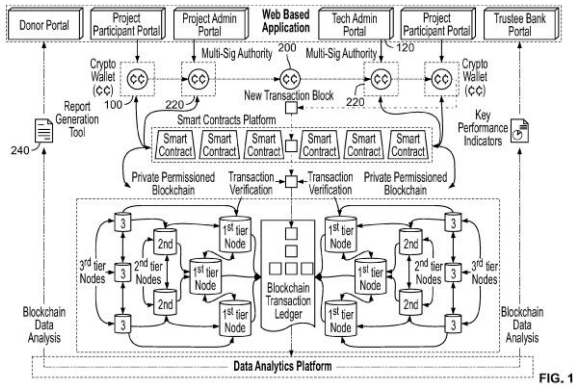 Web Based
Application
Donor Portal
Project
Participant Portal
Project Admin
Portal
Tech Admin
Portal
Project
Participant Portal
Trustee Bank
Portal
120
Multi-Sig Authority
200
Multi-Sig Authority
Crypto
Wallet
(₵₵)
₵₵
₵₵
₵₵
₵₵
₵₵
Crypto
Wallet
(₵₵)
100
220
220
New Transaction Block
Report
Generation
Tool
240
Key
Performance
Indicators
Smart Contracts Platform
Smart
Contract
Smart
Contract
Smart
Contract
Smart
Contract
Smart
Contract
Smart
Contract
Private Permissioned
Blockchain
Transaction
Verification
Transaction
Verification
Private Permissioned
Blockchain
3rd tier
Nodes
3
3
3
2nd tier
Nodes
2nd
2nd
1st tier
Node
1st tier
Node
1st tier
Node
Blockchain
Transaction
Ledger
1st tier
Node
1st tier
Node
1st tier
Node
2nd
2nd
2nd tier
Nodes
3
3
3
3rd tier
Nodes
Blockchain
Data
Analysis
Blockchain
Data
Analysis
Data Analytics Platform
FIG. 1